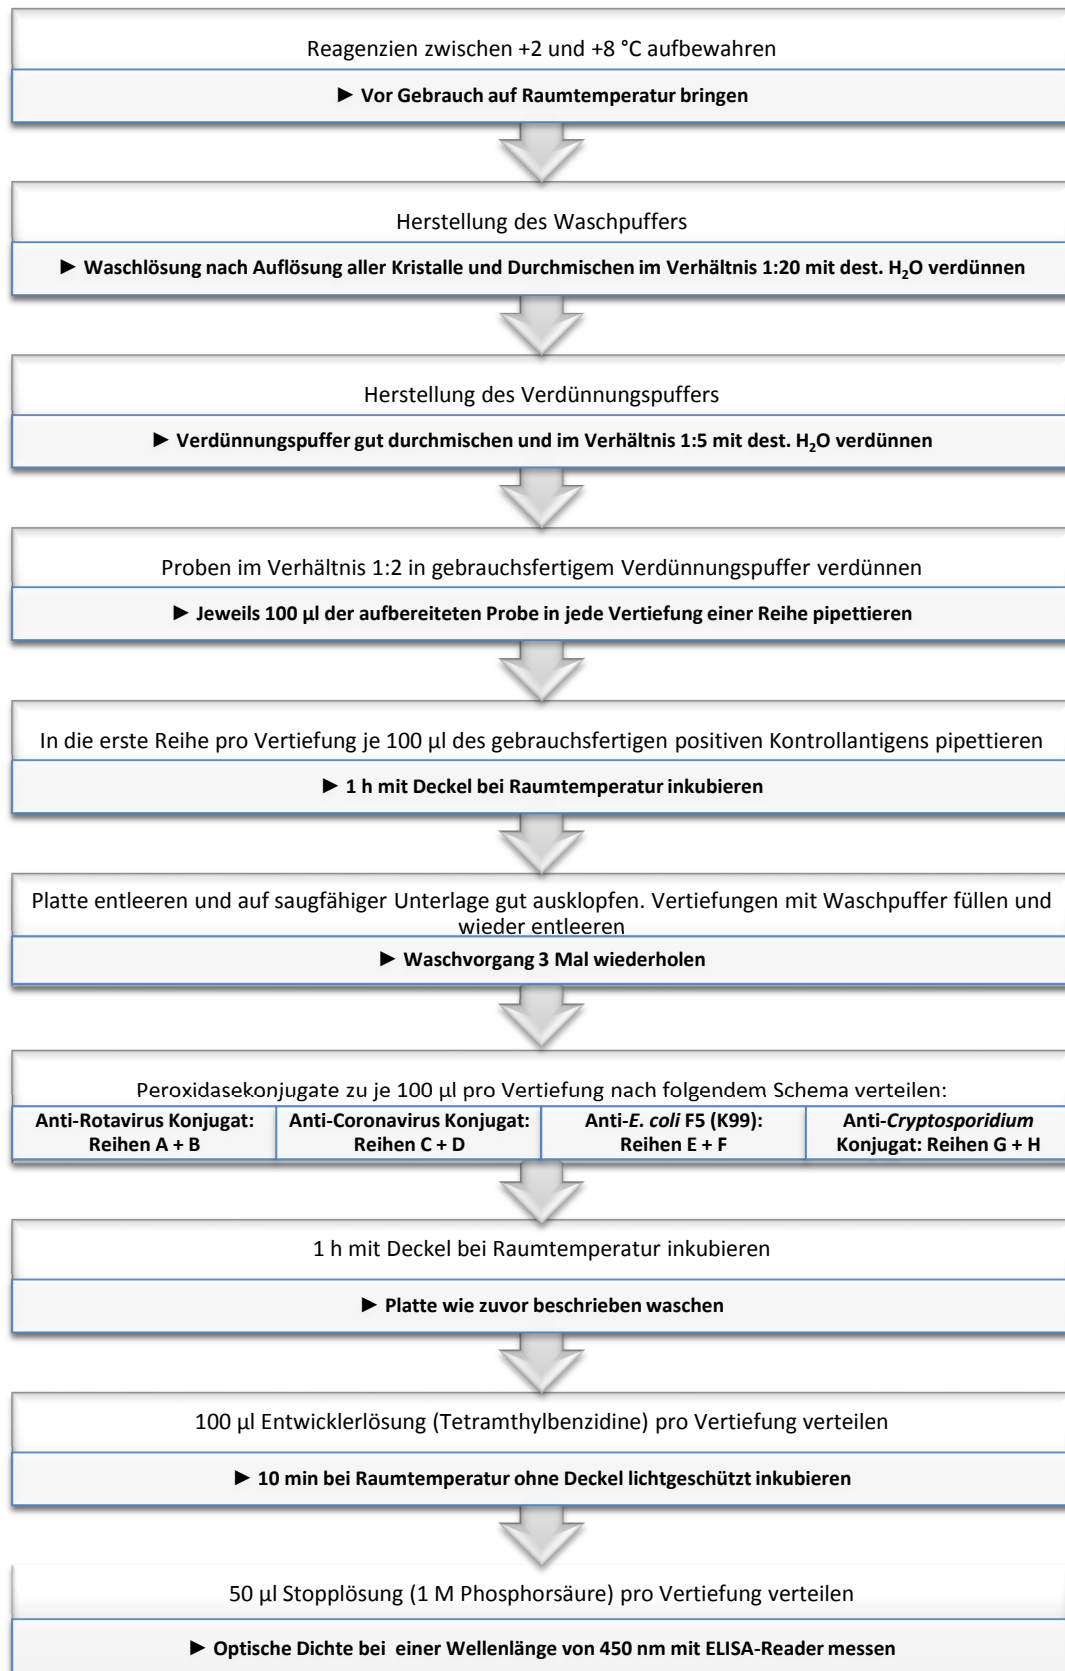 Reagenzien zwischen +2 und +8 °C aufbewahren
► Vor Gebrauch auf Raumtemperatur bringen
Herstellung des Waschpuffers
► Waschlösung nach Auflösung aller Kristalle und Durchmischen im Verhältnis 1:20 mit dest. H₂O verdünnen
Herstellung des Verdünnungspuffers
► Verdünnungspuffer gut durchmischen und im Verhältnis 1:5 mit dest. H₂O verdünnen
Proben im Verhältnis 1:2 in gebrauchsfertigem Verdünnungspuffer verdünnen
► Jeweils 100 µl der aufbereiteten Probe in jede Vertiefung einer Reihe pipettieren
In die erste Reihe pro Vertiefung je 100 µl des gebrauchsfertigen positiven Kontrollantigens pipettieren
► 1 h mit Deckel bei Raumtemperatur inkubieren
Platte entleeren und auf saugfähiger Unterlage gut ausklopfen. Vertiefungen mit Waschpuffer füllen und
wieder entleeren
► Waschvorgang 3 Mal wiederholen
Peroxidasekonjugate zu je 100 µl pro Vertiefung nach folgendem Schema verteilen:
Anti-Rotavirus Konjugat:
Reihen A + B
Anti-Coronavirus Konjugat:
Reihen C + D
Anti-E. coli F5 (K99):
Reihen E + F
Anti-Cryptosporidium
Konjugat: Reihen G + H
1 h mit Deckel bei Raumtemperatur inkubieren
► Platte wie zuvor beschrieben waschen
100 µl Entwicklerlösung (Tetramthylbenzidine) pro Vertiefung verteilen
► 10 min bei Raumtemperatur ohne Deckel lichtgeschützt inkubieren
50 µl Stopplösung (1 M Phosphorsäure) pro Vertiefung verteilen
► Optische Dichte bei einer Wellenlänge von 450 nm mit ELISA-Reader messen